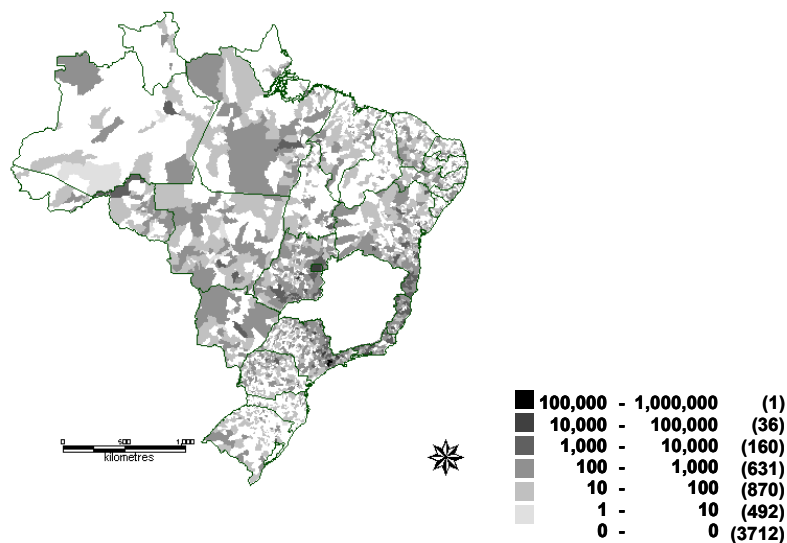 0 500 1,000
kilometres
100,000 - 1,000,000 (1)
10,000 - 100,000 (36)
1,000 - 10,000 (160)
100 - 1,000 (631)
10 - 100 (870)
1 - 10 (492)
0 - 0 (3712)